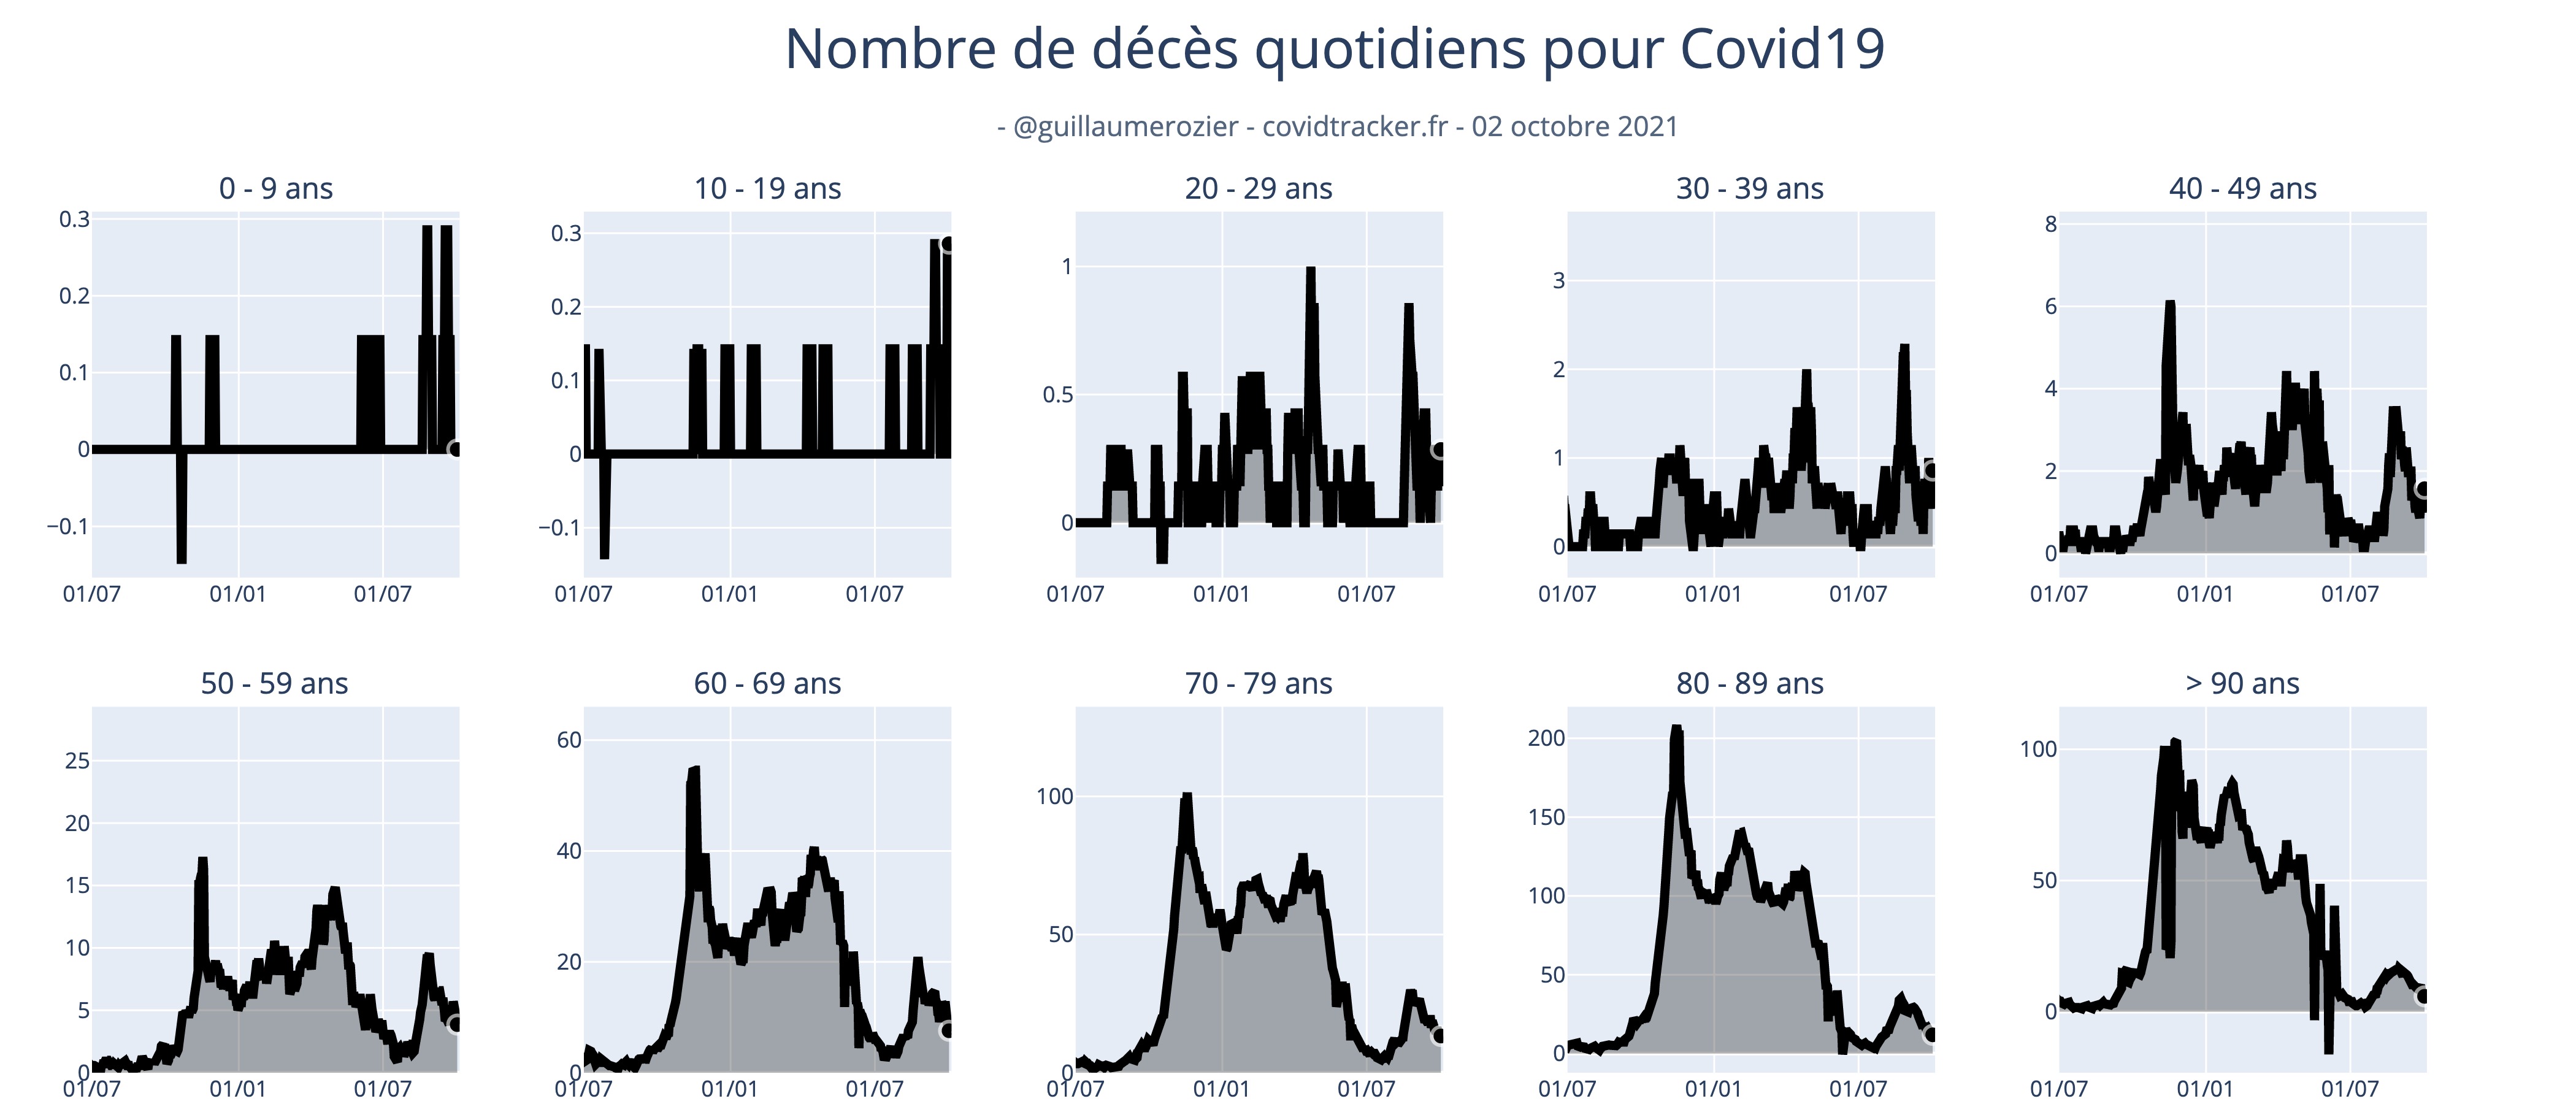 Nombre de décès quotidiens pour Covid19
- @guillaumerozier - covidtracker.fr - 02 octobre 2021
0 - 9 ans
0.3
0.2
0.1
0
−0.1
01/07 01/01 01/07
10 - 19 ans
0.3
0.2
0.1
0
−0.1
01/07 01/01 01/07
20 - 29 ans
1
0.5
0
01/07 01/01 01/07
30 - 39 ans
3
2
1
0
01/07 01/01 01/07
40 - 49 ans
8
6
4
2
0
01/07 01/01 01/07
50 - 59 ans
25
20
15
10
5
0
01/07 01/01 01/07
60 - 69 ans
60
40
20
0
01/07 01/01 01/07
70 - 79 ans
100
50
0
01/07 01/01 01/07
80 - 89 ans
200
150
100
50
0
01/07 01/01 01/07
> 90 ans
100
50
0
01/07 01/01 01/07